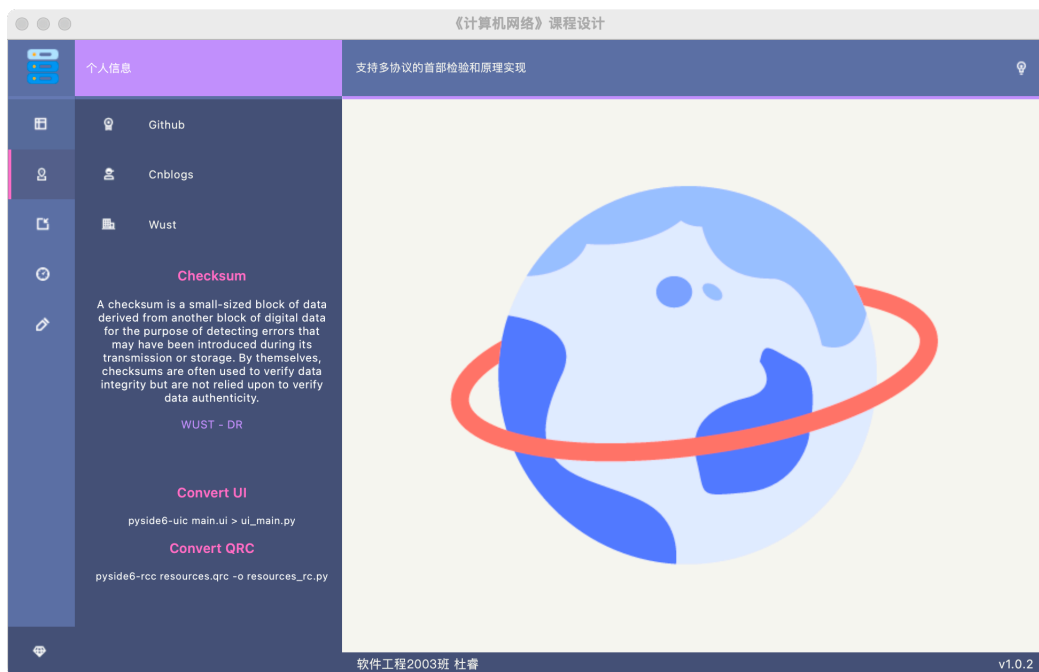 《计算机网络》课程设计
个人信息
支持多协议的首部检验和原理实现
Github
Cnblogs
Wust
Checksum
A checksum is a small-sized block of data
derived from another block of digital data
for the purpose of detecting errors that
may have been introduced during its
transmission or storage. By themselves,
checksums are often used to verify data
integrity but are not relied upon to verify
data authenticity.
WUST - DR
Convert UI
pyside6-uic main.ui > ui_main.py
Convert QRC
pyside6-rcc resources.qrc -o resources_rc.py
软件工程2003班 杜睿
v1.0.2